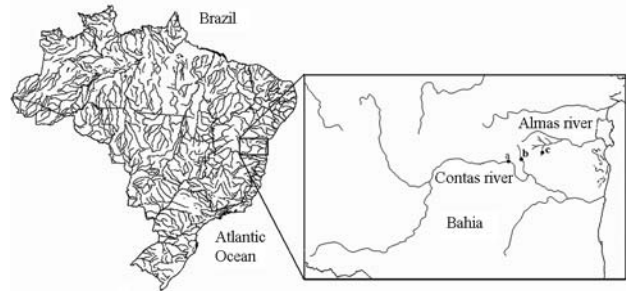 Brazil
Almas river
a
b
c
Contas river
Bahia
Atlantic
Ocean